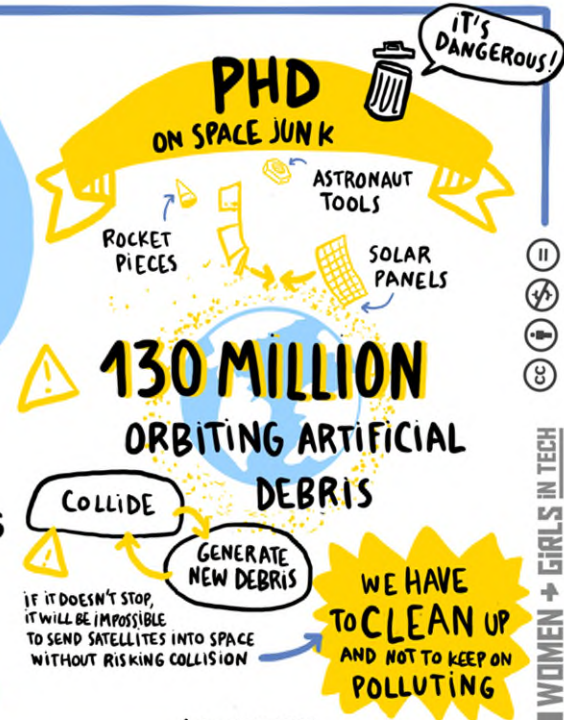 IT'S
DANGEROUS!
PHD
ON SPACE JUNK
ASTRONAUT
TOOLS
ROCKET
PIECES
SOLAR
PANELS
130 MILLION
ORBITING ARTIFICIAL
DEBRIS
COLLIDE
GENERATE
NEW DEBRIS
IF IT DOESN'T STOP,
IT WILL BE IMPOSSIBLE
TO SEND SATELLITES INTO SPACE
WITHOUT RISKING COLLISION
WE HAVE
TO CLEAN UP
AND NOT TO KEEP ON
POLLUTING
cc
WOMEN + GIRLS IN TECH